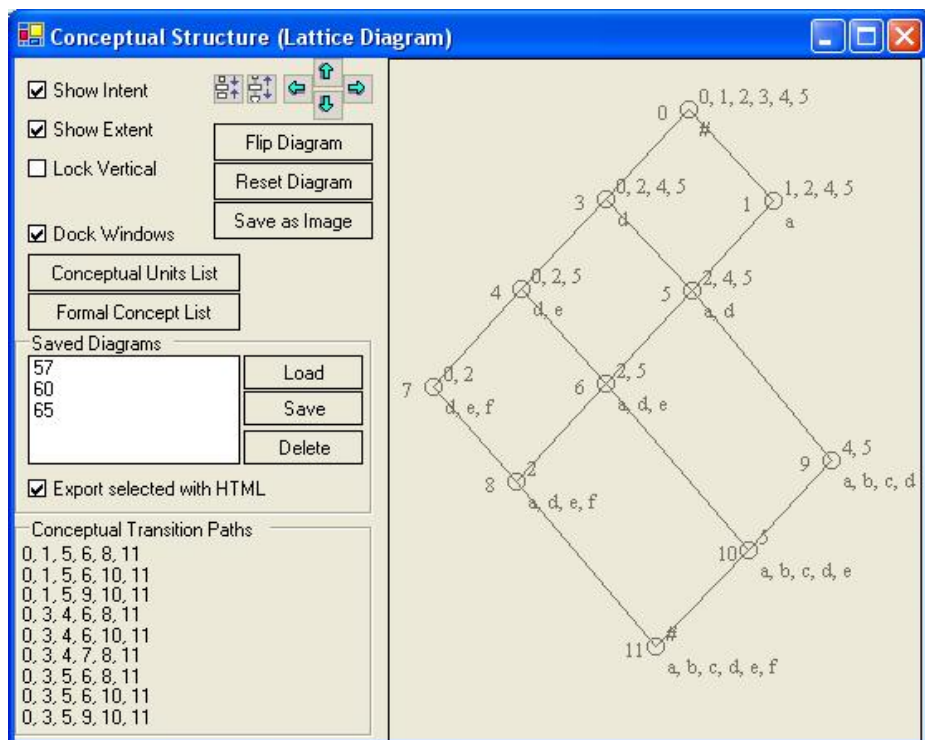 Conceptual Structure (Lattice Diagram)
Show Intent
Show Extent
Lock Vertical
Dock Windows
Flip Diagram
Reset Diagram
Save as Image
Conceptual Units List
Formal Concept List
Saved Diagrams
57
60
65
Load
Save
Delete
Export selected with HTML
Conceptual Transition Paths
0, 1, 5, 6, 8, 11
0, 1, 5, 6, 10, 11
0, 1, 5, 9, 10, 11
0, 3, 4, 6, 8, 11
0, 3, 4, 6, 10, 11
0, 3, 4, 7, 8, 11
0, 3, 5, 6, 8, 11
0, 3, 5, 6, 10, 11
0, 3, 5, 9, 10, 11
0, 1, 2, 3, 4, 5
0
#
0, 2, 4, 5
3
d
1, 2, 4, 5
1
a
0, 2, 5
4
d, e
2, 4, 5
5
a, d
0, 2
7
d, e, f
2, 5
6
a, d, e
4, 5
9
a, b, c, d
2
8
a, d, e, f
5
10
a, b, c, d, e
#
11
a, b, c, d, e, f